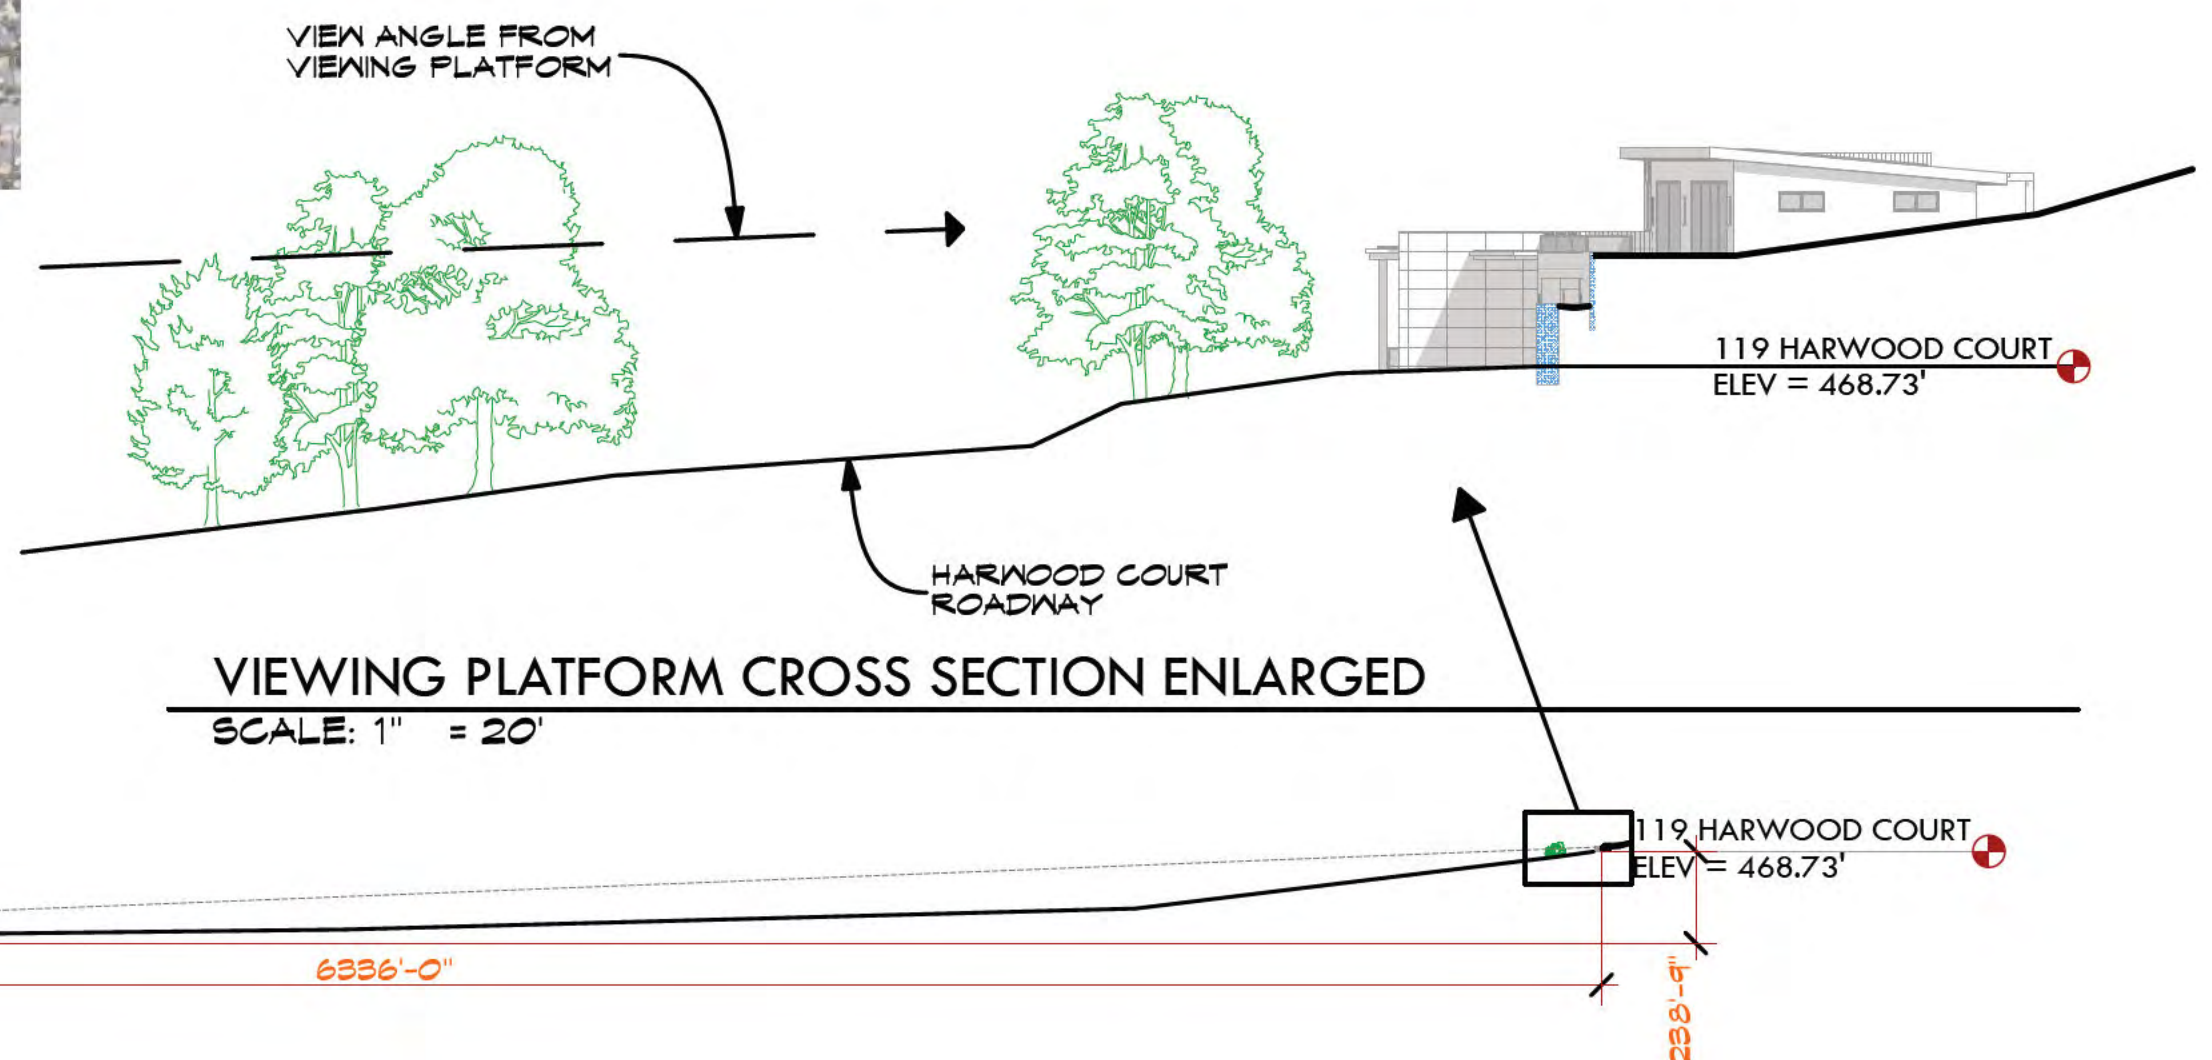 VIEW ANGLE FROM
VIEWING PLATFORM
119 HARWOOD COURT
ELEV = 468.73'
HARWOOD COURT
ROADWAY
VIEWING PLATFORM CROSS SECTION ENLARGED
SCALE: 1" = 20'
119 HARWOOD COURT
ELEV = 468.73'
6336'-0"
238'-9"